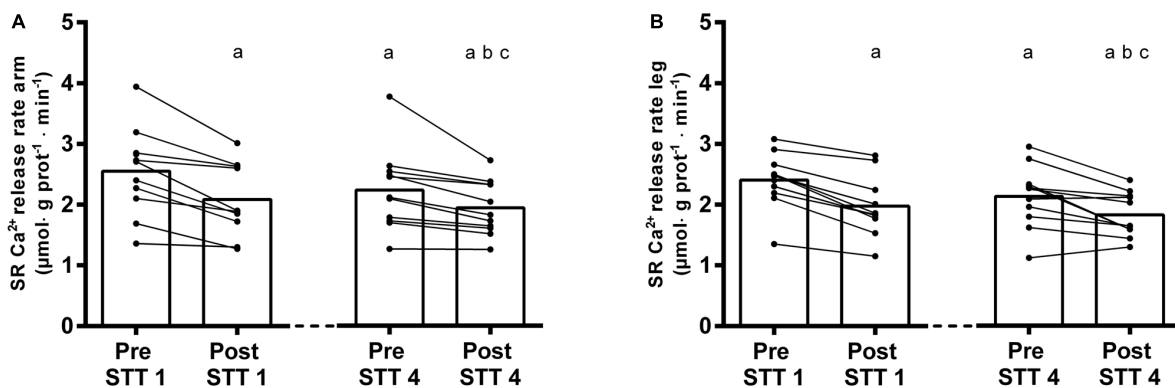 A
SR Ca²⁺ release rate arm
(µmol· g prot⁻¹ · min⁻¹)
5
4
3
2
1
0
a
a
a b c
Pre
STT 1
Post
STT 1
Pre
STT 4
Post
STT 4
B
SR Ca²⁺ release rate leg
(µmol· g prot⁻¹ · min⁻¹)
5
4
3
2
1
0
a
a
a b c
Pre
STT 1
Post
STT 1
Pre
STT 4
Post
STT 4